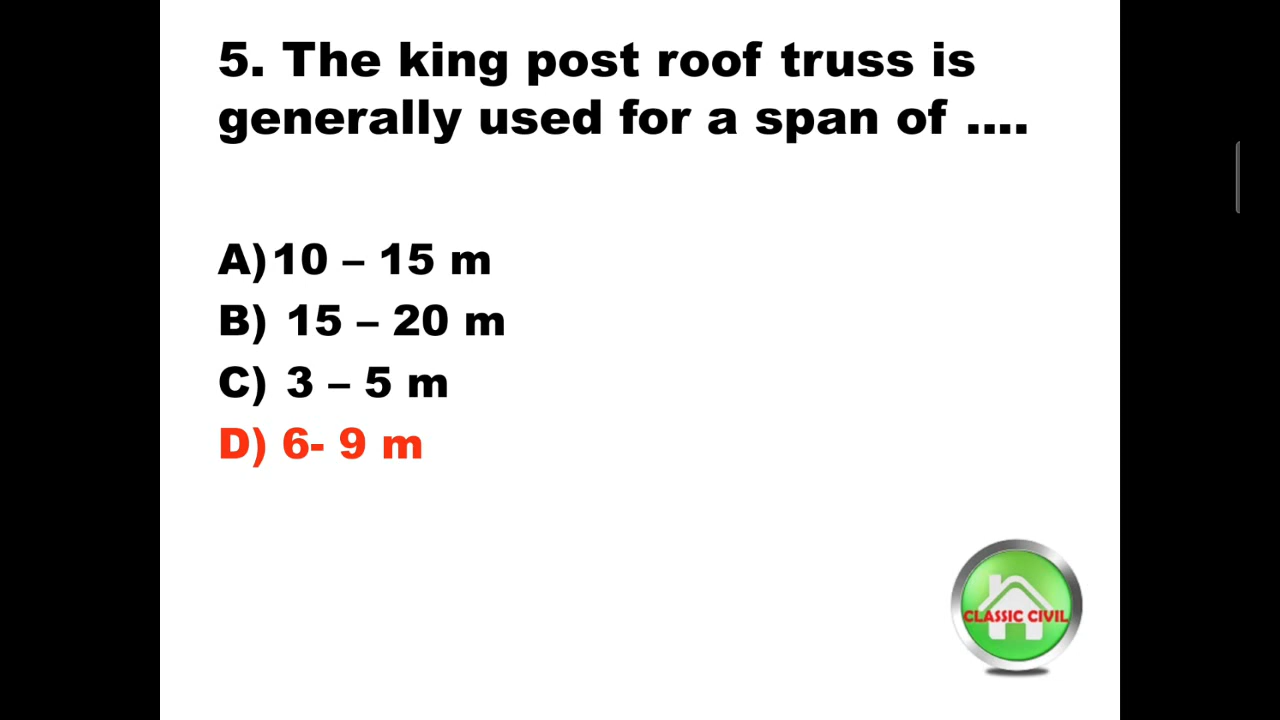 5. The king post roof truss is
generally used for a span of ....
A)10 – 15 m
B) 15 – 20 m
C) 3 – 5 m
D) 6- 9 m
CLASSIC CIVIL